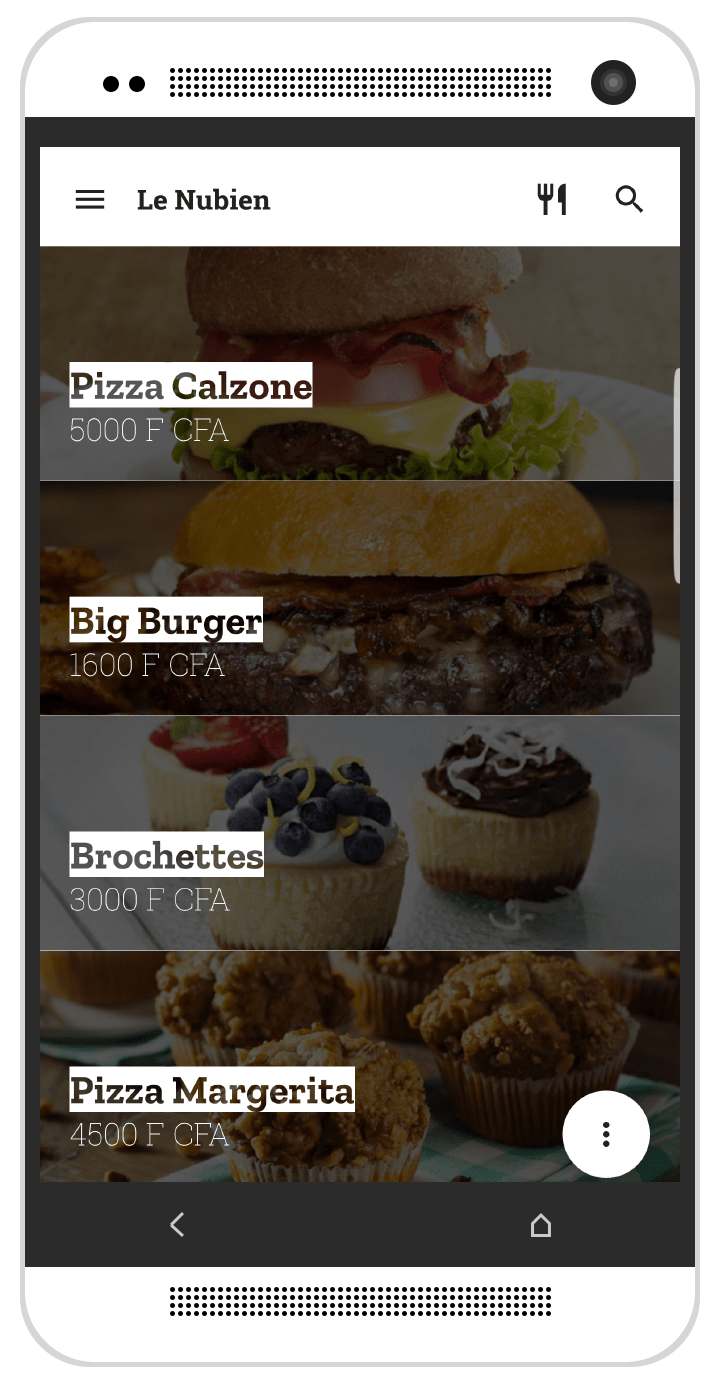 Le Nubien
Pizza Calzone
5000 F CFA
Big Burger
1600 F CFA
Brochettes
3000 F CFA
Pizza Margerita
4500 F CFA